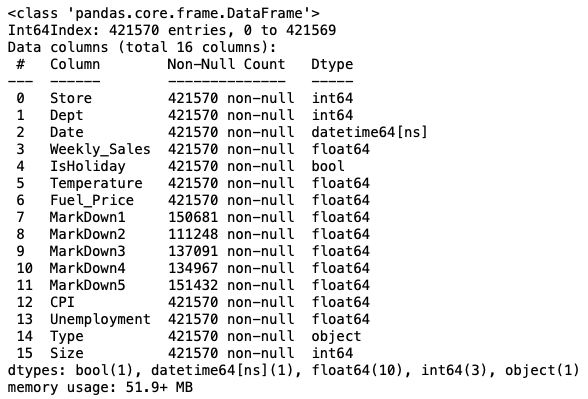 <class 'pandas.core.frame.DataFrame'>
Int64Index: 421570 entries, 0 to 421569
Data columns (total 16 columns):
 #   Column        Non-Null Count   Dtype
---  ------        --------------   -----
 0   Store         421570 non-null  int64
 1   Dept          421570 non-null  int64
 2   Date          421570 non-null  datetime64[ns]
 3   Weekly_Sales  421570 non-null  float64
 4   IsHoliday     421570 non-null  bool
 5   Temperature   421570 non-null  float64
 6   Fuel_Price    421570 non-null  float64
 7   MarkDown1     150681 non-null  float64
 8   MarkDown2     111248 non-null  float64
 9   MarkDown3     137091 non-null  float64
 10  MarkDown4     134967 non-null  float64
 11  MarkDown5     151432 non-null  float64
 12  CPI           421570 non-null  float64
 13  Unemployment  421570 non-null  float64
 14  Type          421570 non-null  object
 15  Size          421570 non-null  int64
dtypes: bool(1), datetime64[ns](1), float64(10), int64(3), object(1)
memory usage: 51.9+ MB